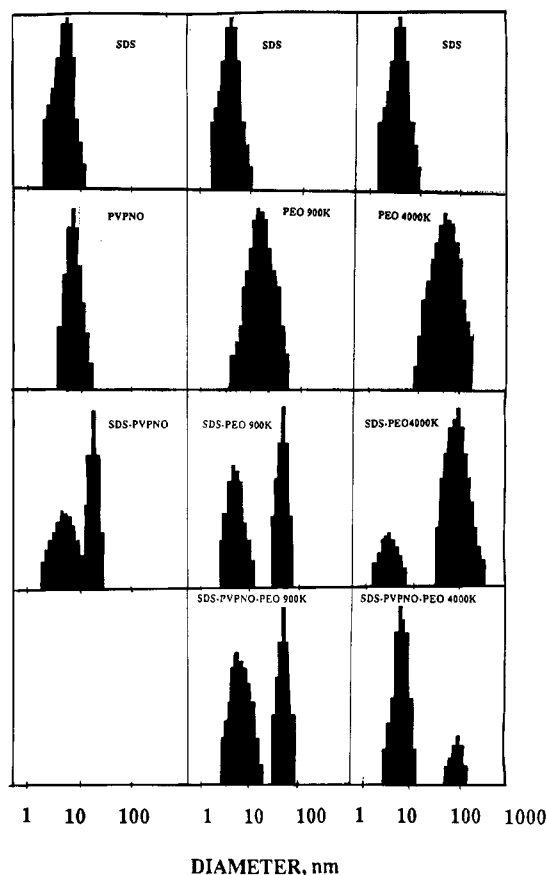 SDS SDS SDS
PVPNO PEO 900K PEO 4000K
SDS-PVPNO SDS-PEO 900K SDS-PEO4000K
SDS-PVPNO-PEO 900K SDS-PVPNO-PEO 4000K
1 10 100 1 10 100 1 10 100 1000
DIAMETER, nm